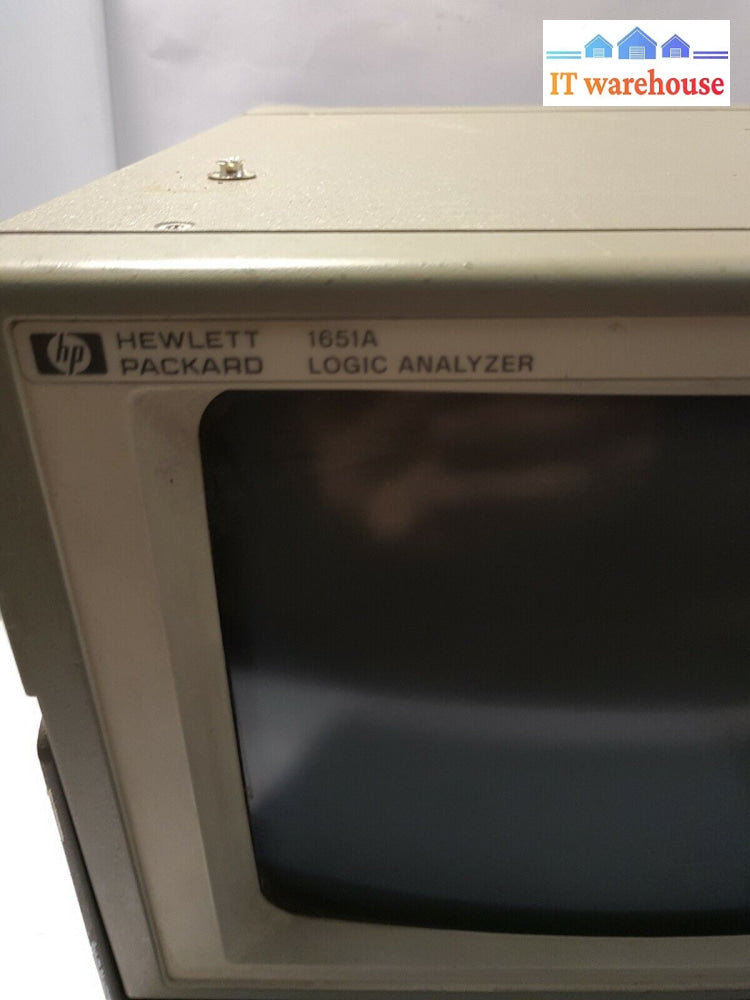 IT warehouse
hp HEWLETT PACKARD
1651A
LOGIC ANALYZER